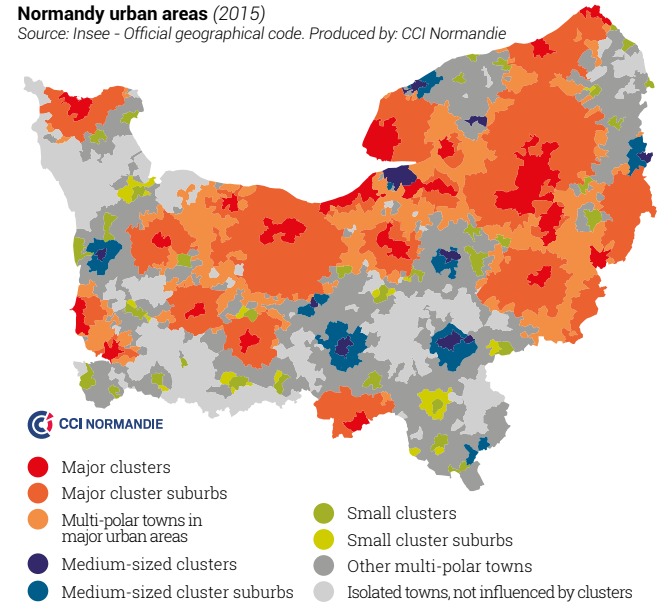 Normandy urban areas (2015)
Source: Insee - Official geographical code. Produced by: CCI Normandie
CCI NORMANDIE
Major clusters
Major cluster suburbs
Multi-polar towns in
major urban areas
Medium-sized clusters
Medium-sized cluster suburbs
Small clusters
Small cluster suburbs
Other multi-polar towns
Isolated towns, not influenced by clusters